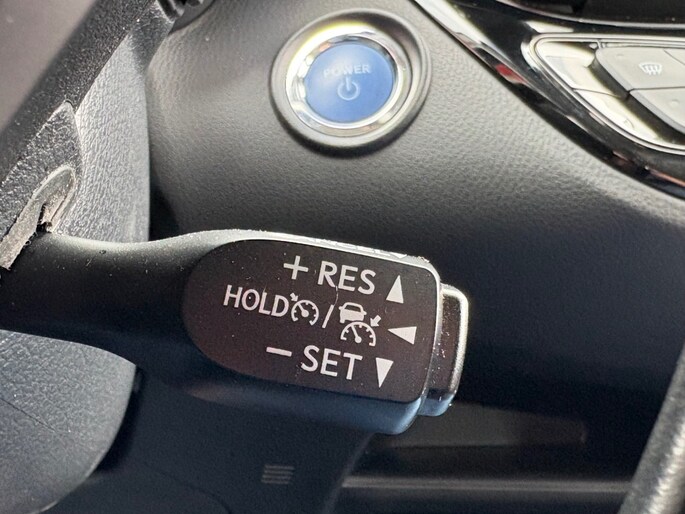 POWER
+ RES
HOLD /
− SET